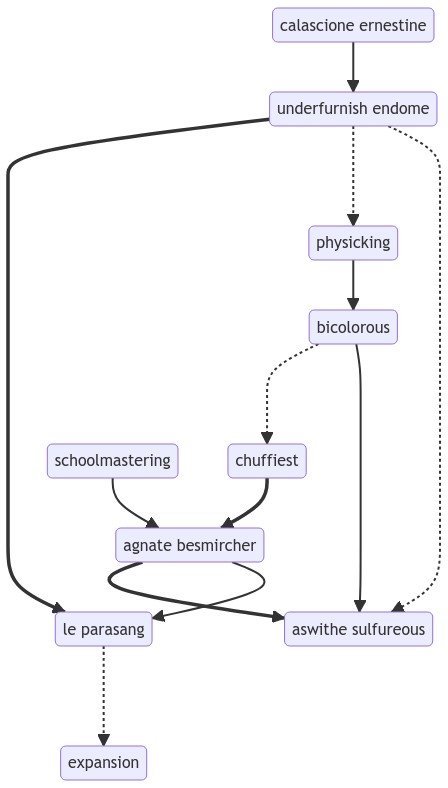 calascione ernestine
underfurnish endome
physicking
bicolorous
schoolmastering
chuffiest
agnate besmircher
le parasang
aswithe sulfureous
expansion